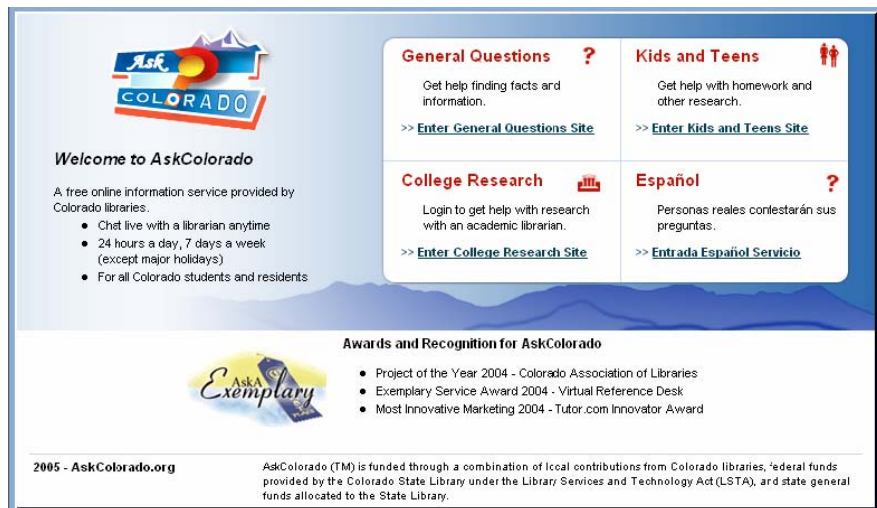 Ask
COLORADO
Welcome to AskColorado
A free online information service provided by
Colorado libraries.
● Chat live with a librarian anytime
● 24 hours a day, 7 days a week
(except major holidays)
● For all Colorado students and residents
General Questions ?
Get help finding facts and
information.
>> Enter General Questions Site
Kids and Teens
Get help with homework and
other research.
>> Enter Kids and Teens Site
College Research
Login to get help with research
with an academic librarian.
>> Enter College Research Site
Español ?
Personas reales contestarán sus
preguntas.
>> Entrada Español Servicio
Awards and Recognition for AskColorado
AskA
Exemplary
● Project of the Year 2004 - Colorado Association of Libraries
● Exemplary Service Award 2004 - Virtual Reference Desk
● Most Innovative Marketing 2004 - Tutor.com Innovator Award
2005 - AskColorado.org
AskColorado (TM) is funded through a combination of local contributions from Colorado libraries, federal funds
provided by the Colorado State Library under the Library Services and Technology Act (LSTA), and state general
funds allocated to the State Library.